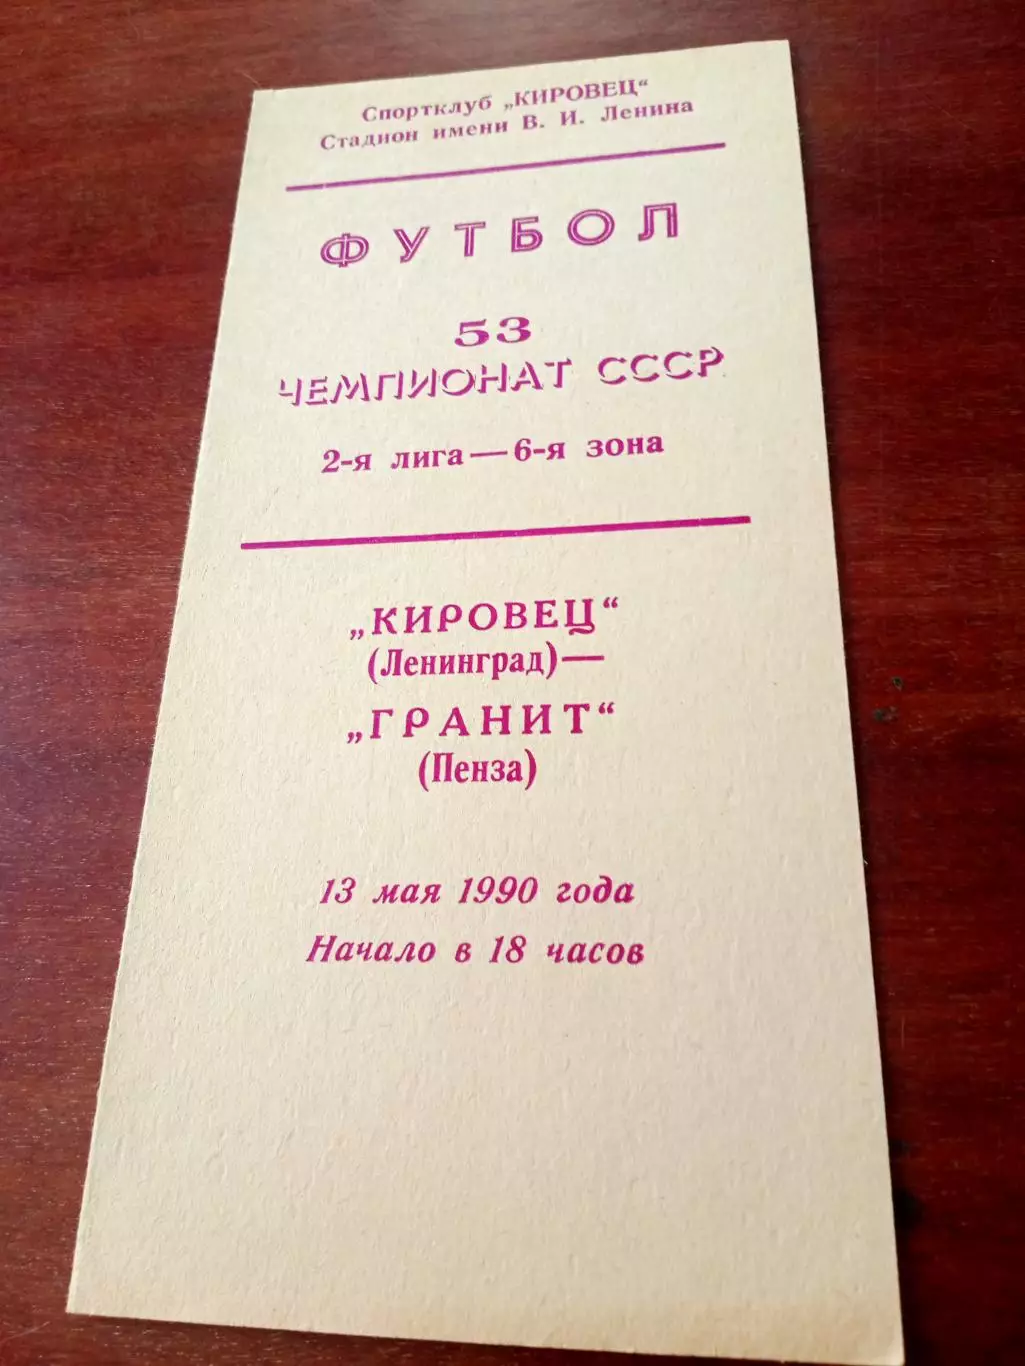 Спортклуб „КИРОВЕЦ“
Стадион имени В. И. Ленина
ФУТБОЛ
53
ЧЕМПИОНАТ СССР
2-я лига — 6-я зона
„КИРОВЕЦ“
(Ленинград) —
„ГРАНИТ“
(Пенза)
13 мая 1990 года
Начало в 18 часов